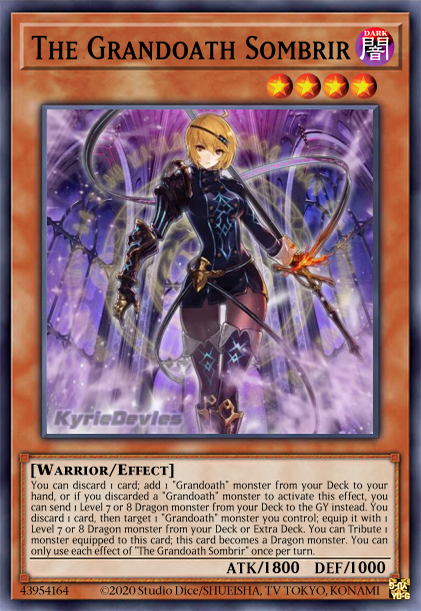 The Grandoath Sombrir
DARK
闇
KyrieDevies
[Warrior/Effect]
You can discard 1 card; add 1 "Grandoath" monster from your Deck to your
hand, or if you discarded a "Grandoath" monster to activate this effect, you
can send 1 Level 7 or 8 Dragon monster from your Deck to the GY instead. You
discard 1 card, then target 1 "Grandoath" monster you control; equip it with 1
Level 7 or 8 Dragon monster from your Deck or Extra Deck. You can Tribute 1
monster equipped to this card; this card becomes a Dragon monster. You can
only use each effect of "The Grandoath Sombrir" once per turn.
ATK/1800 DEF/1000
43954164 ©2020 Studio Dice/SHUEISHA, TV TOKYO, KONAMI